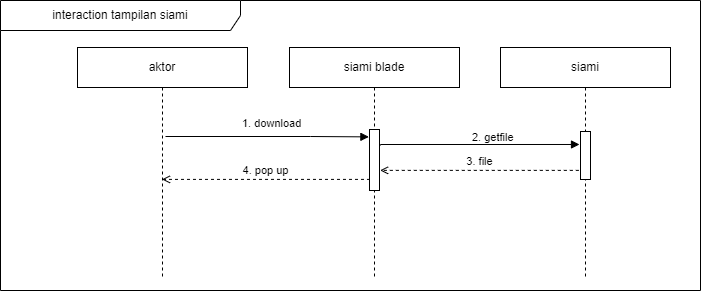 interaction tampilan siami
aktor
siami blade
siami
1. download
2. getfile
3. file
4. pop up